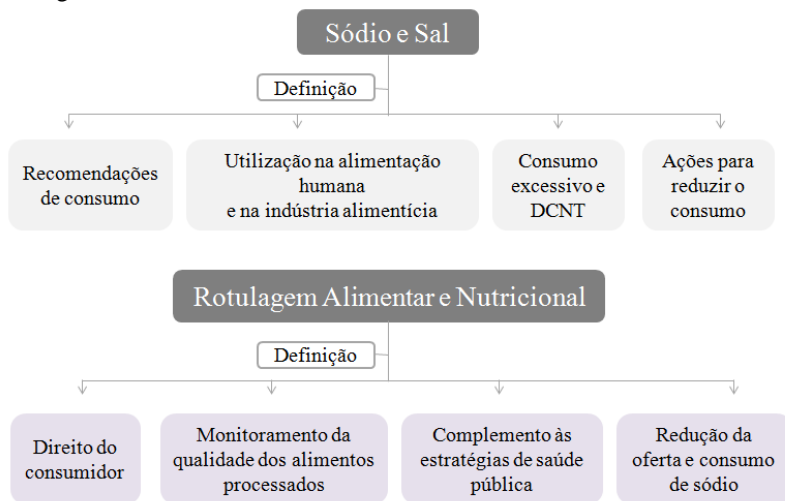 Sódio e Sal
Definição
Recomendações
de consumo
Utilização na alimentação
humana
e na indústria alimentícia
Consumo
excessivo e
DCNT
Ações para
reduzir o
consumo
Rotulagem Alimentar e Nutricional
Definição
Direito do
consumidor
Monitoramento da
qualidade dos alimentos
processados
Complemento às
estratégias de saúde
pública
Redução da
oferta e consumo
de sódio